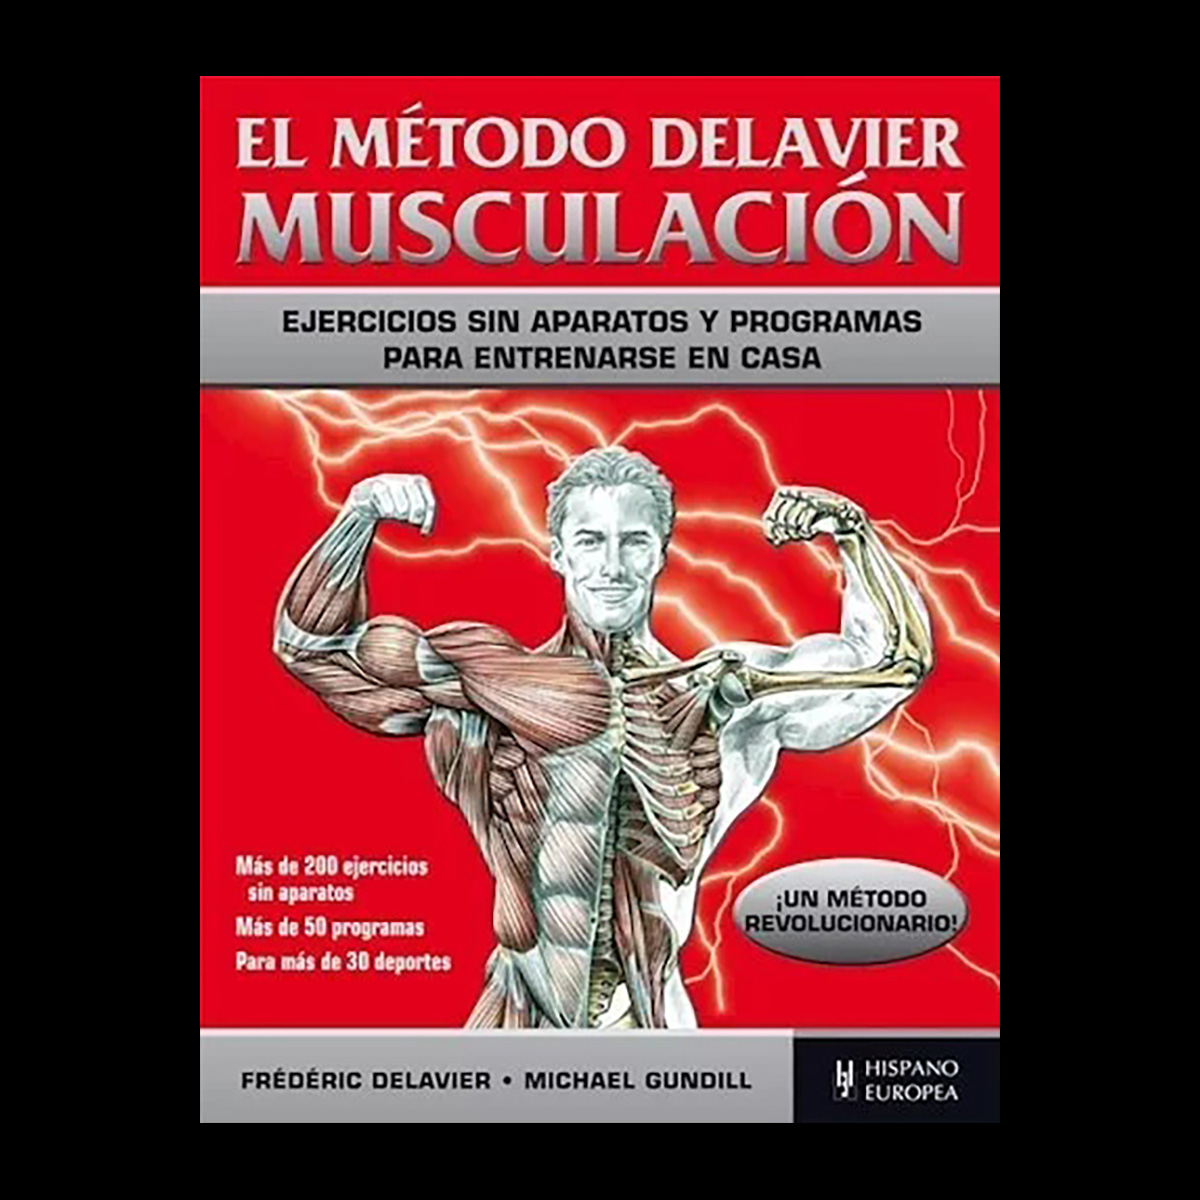 EL MÉTODO DELAVIER
MUSCULACIÓN
EJERCICIOS SIN APARATOS Y PROGRAMAS
PARA ENTRENARSE EN CASA
Más de 200 ejercicios
sin aparatos
Más de 50 programas
Para más de 30 deportes
¡UN MÉTODO
REVOLUCIONARIO!
FRÉDÉRIC DELAVIER • MICHAEL GUNDILL
HISPANO
EUROPEA